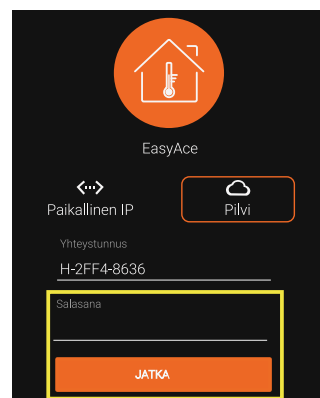 EasyAce
Paikallinen IP
Pilvi
Yhteystunnus
H-2FF4-8636
Salasana
JATKA